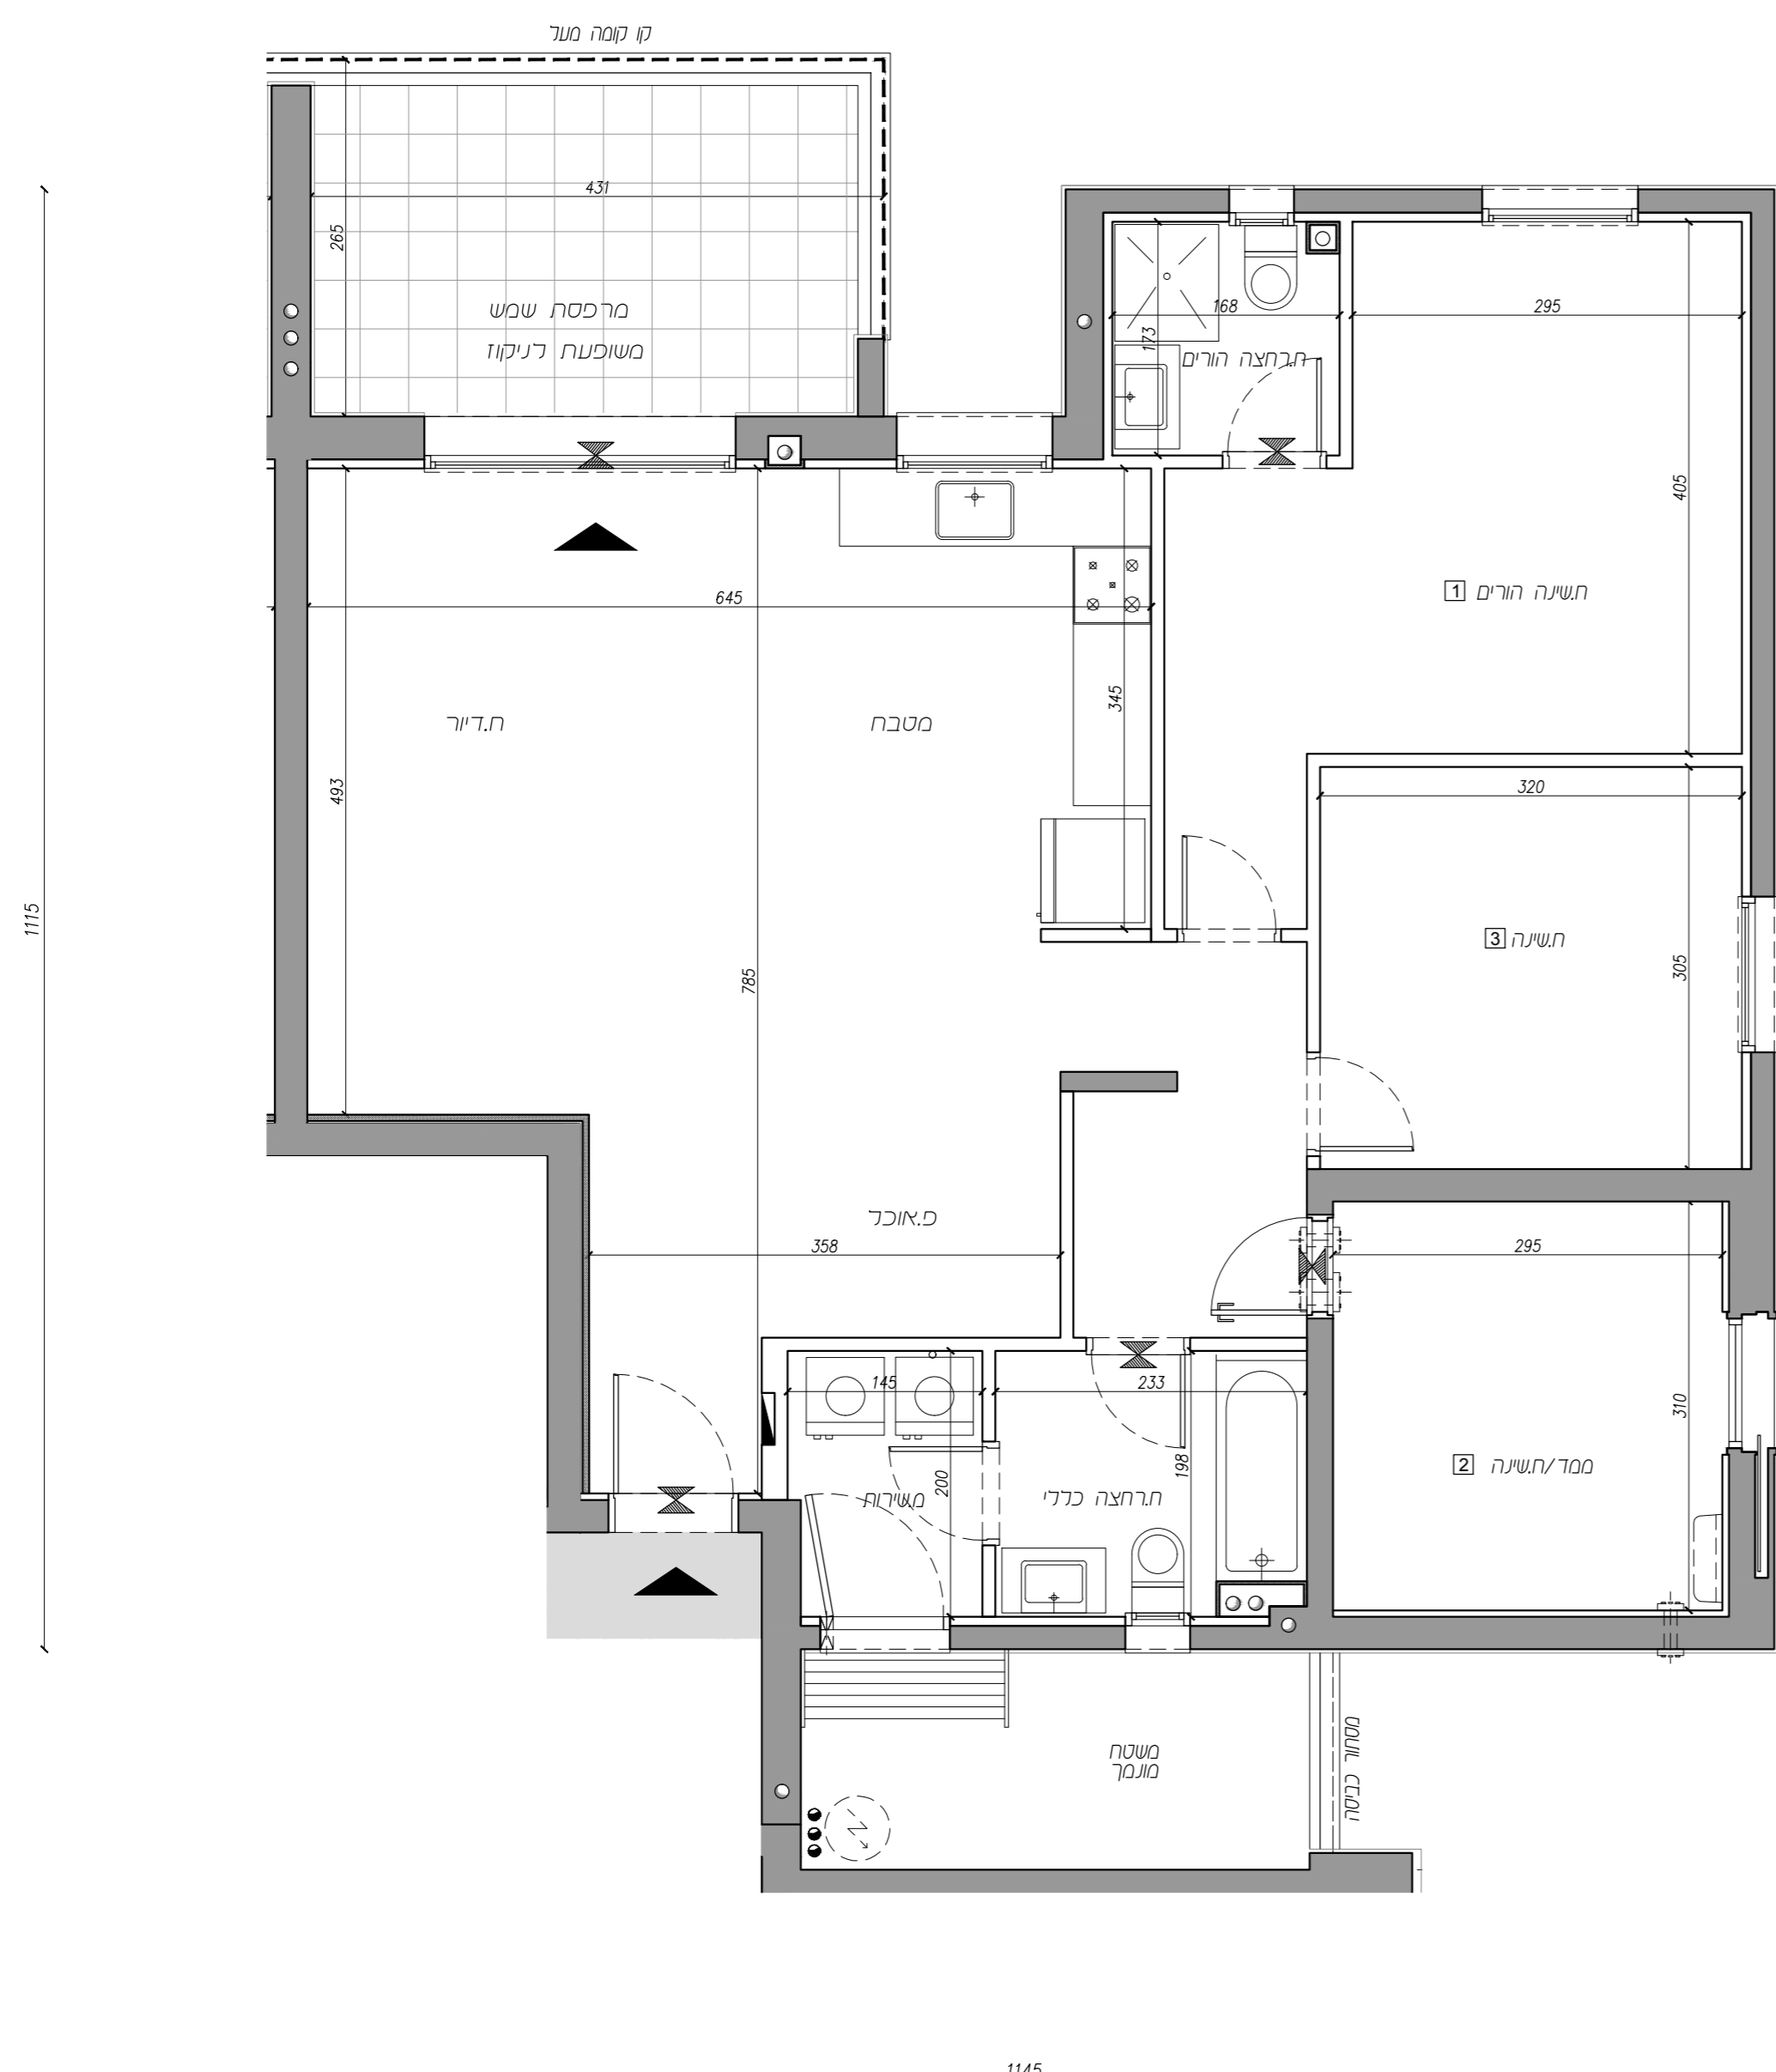 קו קומה מעל
431
265
מרפסת שמש
משופעת לניקוז
168
295
173
ח.רחצה הורים
405
1 ח.שינה הורים
645
345
ח.דיור
מטבח
493
320
1115
3 ח.שינה
785
305
פ.אוכל
358
295
145
233
310
198
200
2 ממד/ח.שינה
מ.שירות
ח.רחצה כללי
משטח
מונמך
מסתור כביסה
1145